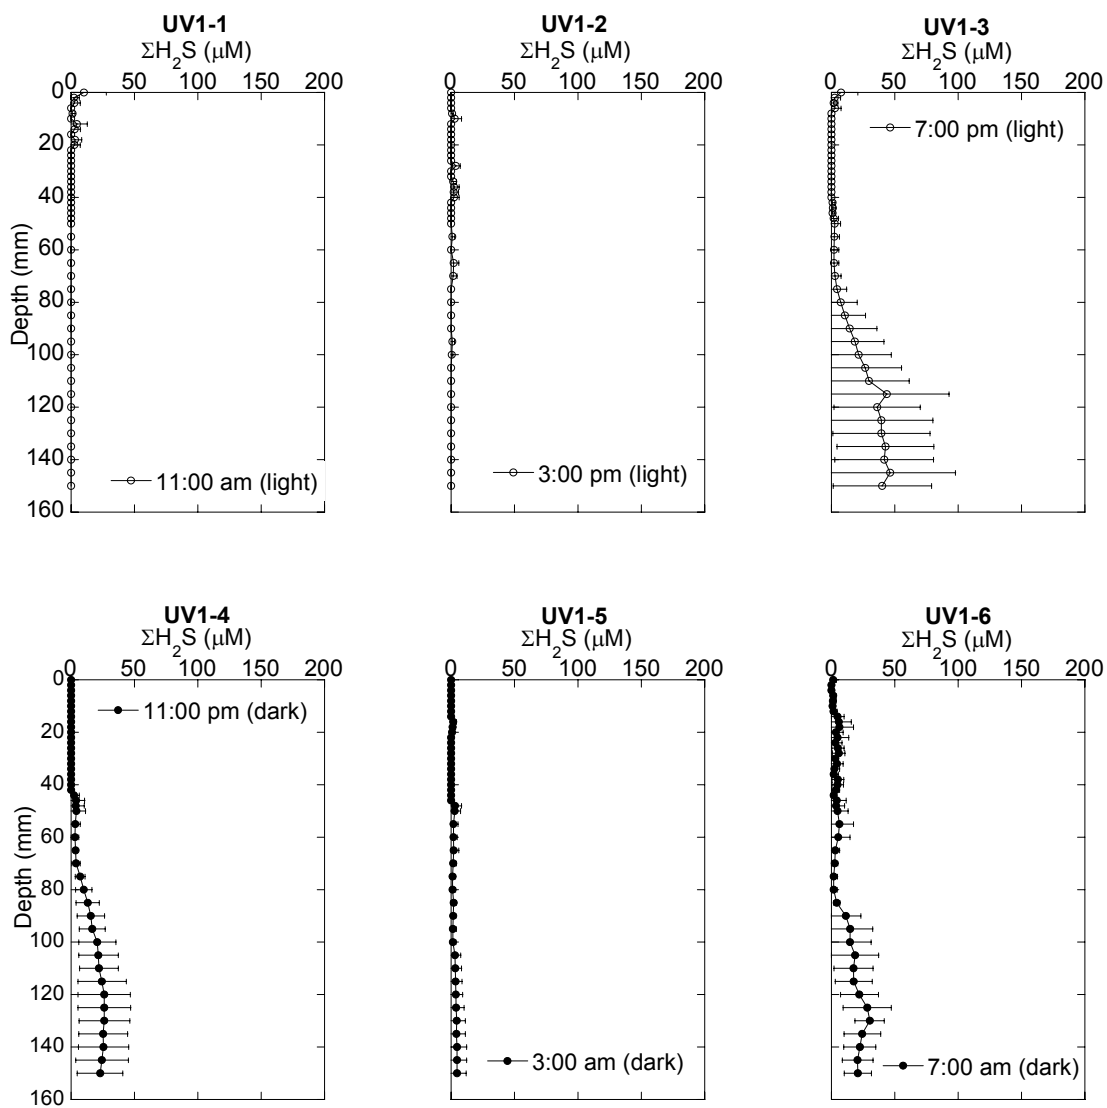 UV1-1
ΣH₂S (μM)
0 50 100 150 200
0
20
40
60
80
100
120
140
160
Depth (mm)
11:00 am (light)
UV1-2
ΣH₂S (μM)
0 50 100 150 200
3:00 pm (light)
UV1-3
ΣH₂S (μM)
0 50 100 150 200
7:00 pm (light)
UV1-4
ΣH₂S (μM)
0 50 100 150 200
0
20
40
60
80
100
120
140
160
Depth (mm)
11:00 pm (dark)
UV1-5
ΣH₂S (μM)
0 50 100 150 200
3:00 am (dark)
UV1-6
ΣH₂S (μM)
0 50 100 150 200
7:00 am (dark)